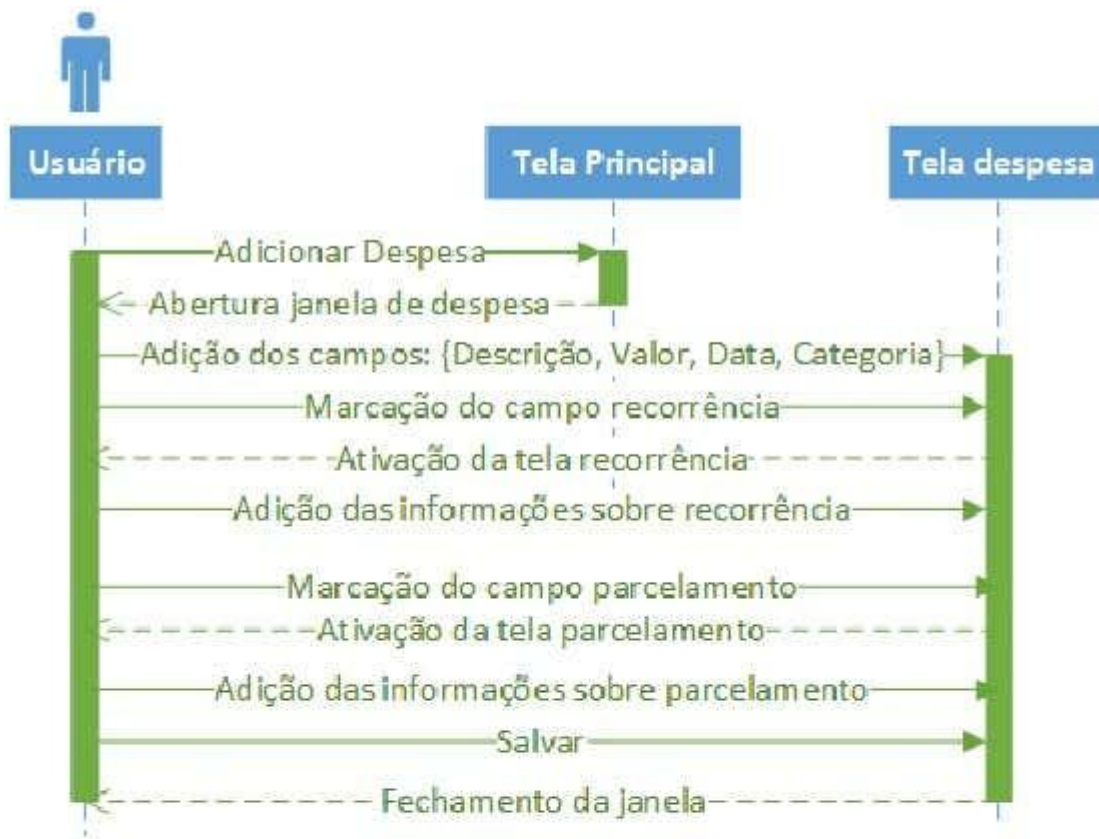 Usuário
Tela Principal
Tela despesa
Adicionar Despesa
Abertura janela de despesa
Adição dos campos: {Descrição, Valor, Data, Categoria}
Marcação do campo recorrência
Ativação da tela recorrência
Adição das informações sobre recorrência
Marcação do campo parcelamento
Ativação da tela parcelamento
Adição das informações sobre parcelamento
Salvar
Fechamento da janela